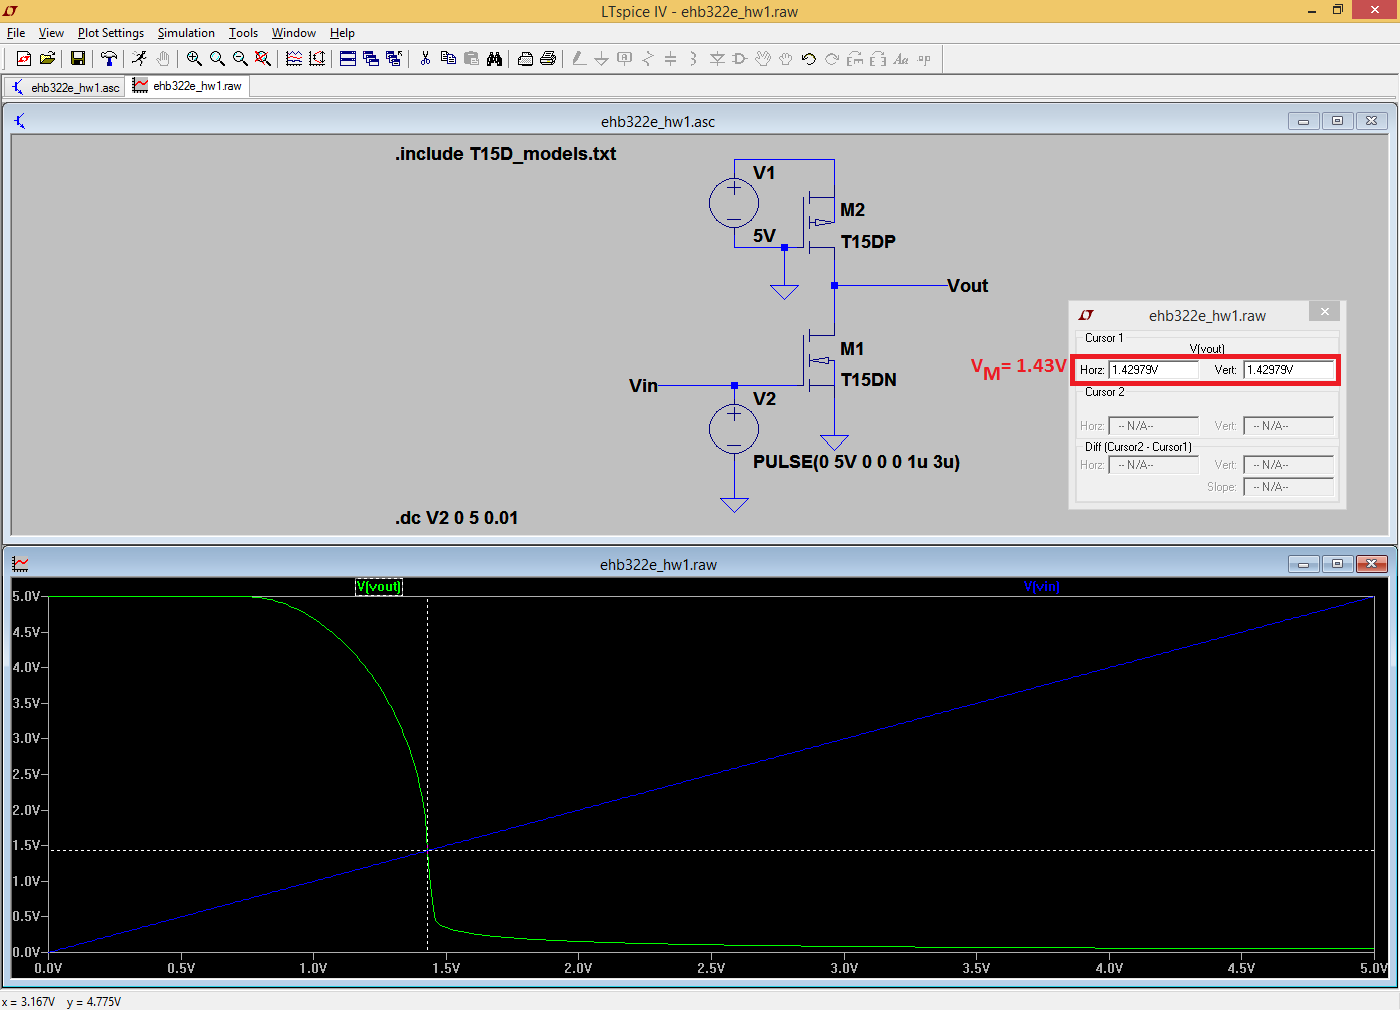 LTspice IV - ehb322e_hw1.raw
File View Plot Settings Simulation Tools Window Help
ehb322e_hw1.asc ehb322e_hw1.raw
ehb322e_hw1.asc
.include T15D_models.txt
V1
M2
5V
T15DP
Vout
M1
T15DN
Vin
V2
PULSE(0 5V 0 0 0 1u 3u)
.dc V2 0 5 0.01
VM= 1.43V
ehb322e_hw1.raw
Cursor 1
V(vout)
Horz: 1.42979V Vert: 1.42979V
Cursor 2
Horz: -- N/A-- Vert: -- N/A--
Diff (Cursor2 - Cursor1)
Horz: -- N/A-- Vert: -- N/A--
Slope: -- N/A--
ehb322e_hw1.raw
V(vout) V(vin)
5.0V
4.5V
4.0V
3.5V
3.0V
2.5V
2.0V
1.5V
1.0V
0.5V
0.0V
0.0V 0.5V 1.0V 1.5V 2.0V 2.5V 3.0V 3.5V 4.0V 4.5V 5.0V
x = 3.167V y = 4.775V